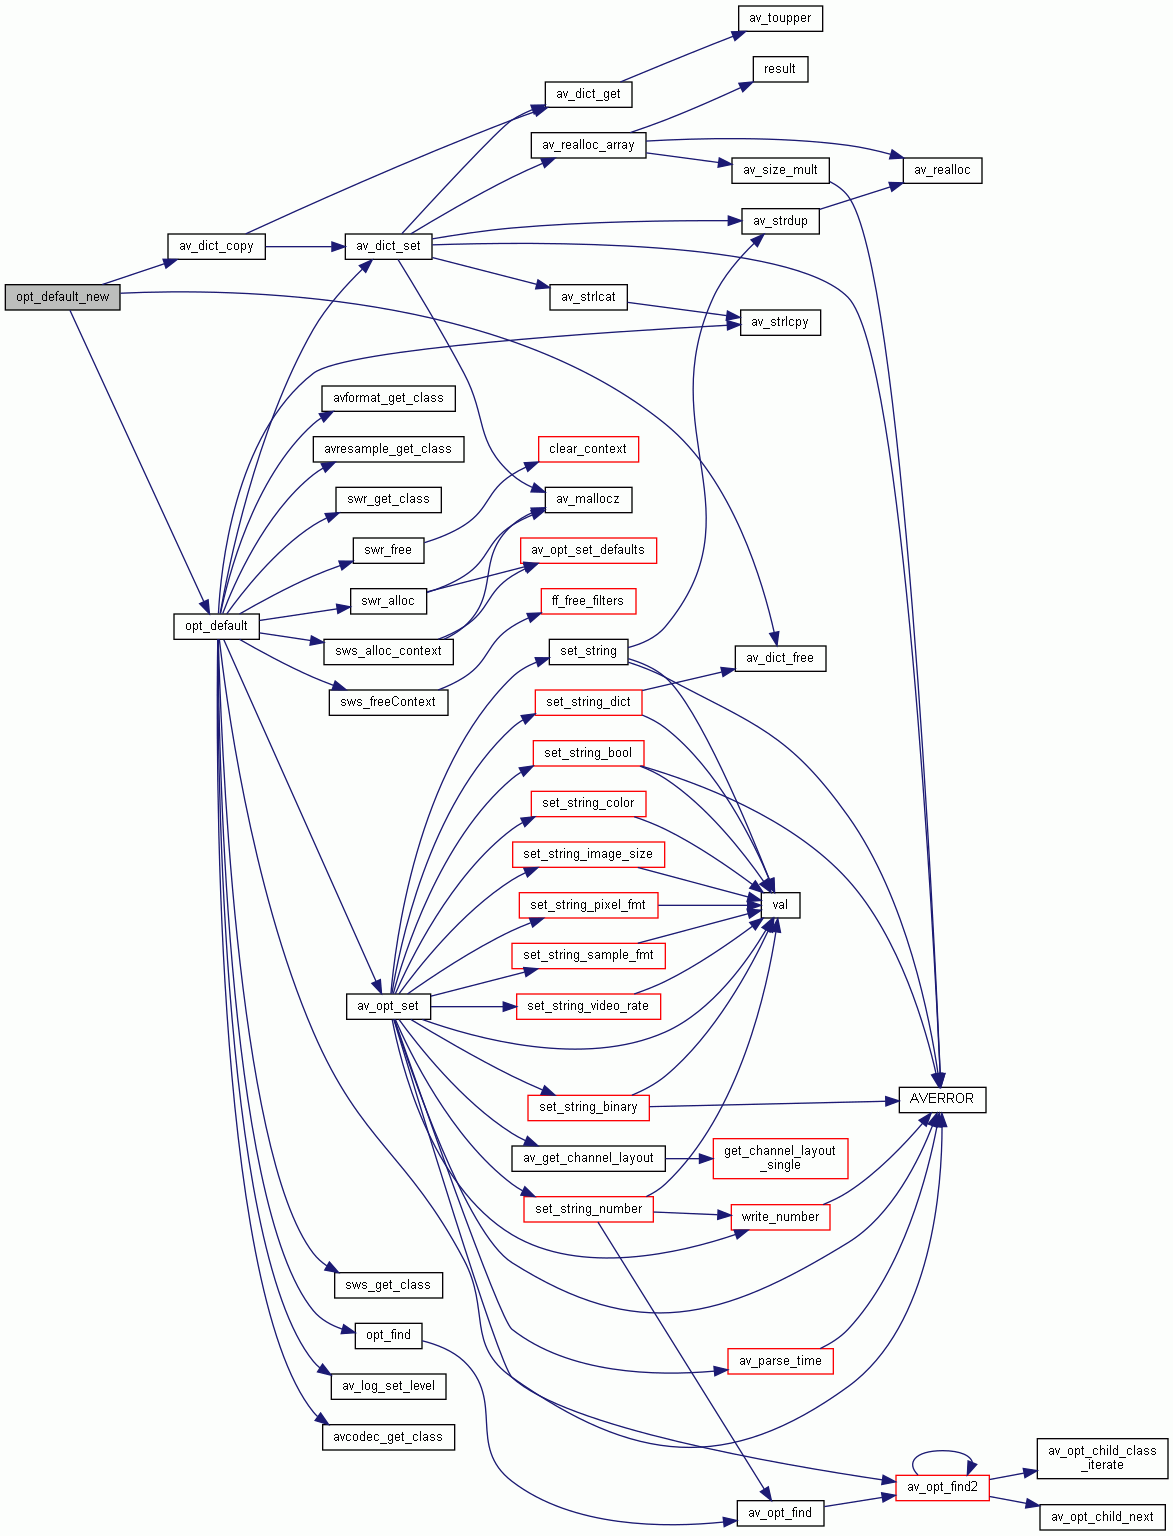 av_toupper
result
av_dict_get
av_realloc_array
av_realloc
av_size_mult
av_strdup
av_dict_copy
av_dict_set
opt_default_new
av_strlcat
av_strlcpy
avformat_get_class
avresample_get_class
clear_context
swr_get_class
av_mallocz
swr_free
av_opt_set_defaults
swr_alloc
ff_free_filters
opt_default
sws_alloc_context
set_string
av_dict_free
sws_freeContext
set_string_dict
set_string_bool
set_string_color
set_string_image_size
set_string_pixel_fmt
val
set_string_sample_fmt
av_opt_set
set_string_video_rate
set_string_binary
AVERROR
av_get_channel_layout
get_channel_layout
_single
set_string_number
write_number
sws_get_class
opt_find
av_parse_time
av_log_set_level
avcodec_get_class
av_opt_child_class
_iterate
av_opt_find2
av_opt_find
av_opt_child_next